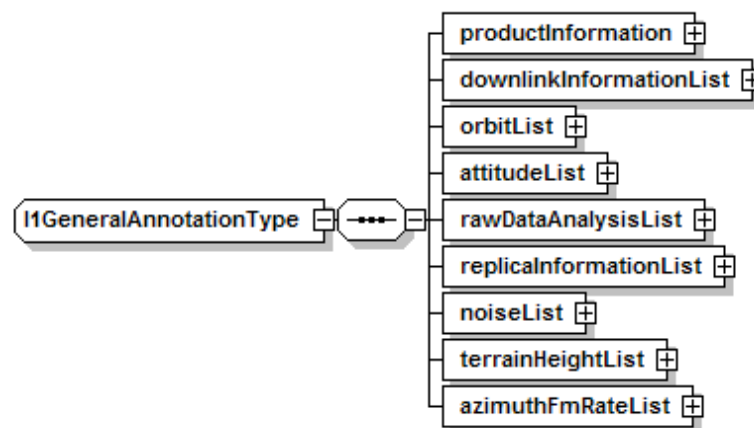 productInformation
downlinkInformationList
orbitList
attitudeList
l1GeneralAnnotationType
rawDataAnalysisList
replicaInformationList
noiseList
terrainHeightList
azimuthFmRateList